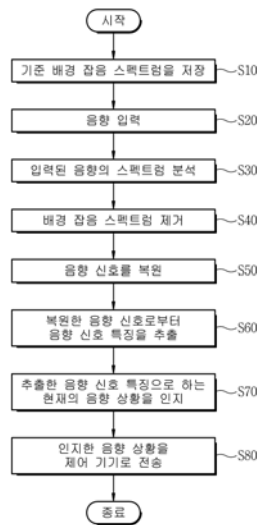 시작
기준 배경 잡음 스펙트럼을 저장
S10
음향 입력
S20
입력된 음향의 스펙트럼 분석
S30
배경 잡음 스펙트럼 제거
S40
음향 신호를 복원
S50
복원한 음향 신호로부터
음향 신호 특징을 추출
S60
추출한 음향 신호 특징으로 하는
현재의 음향 상황을 인지
S70
인지한 음향 상황을
제어 기기로 전송
S80
종료